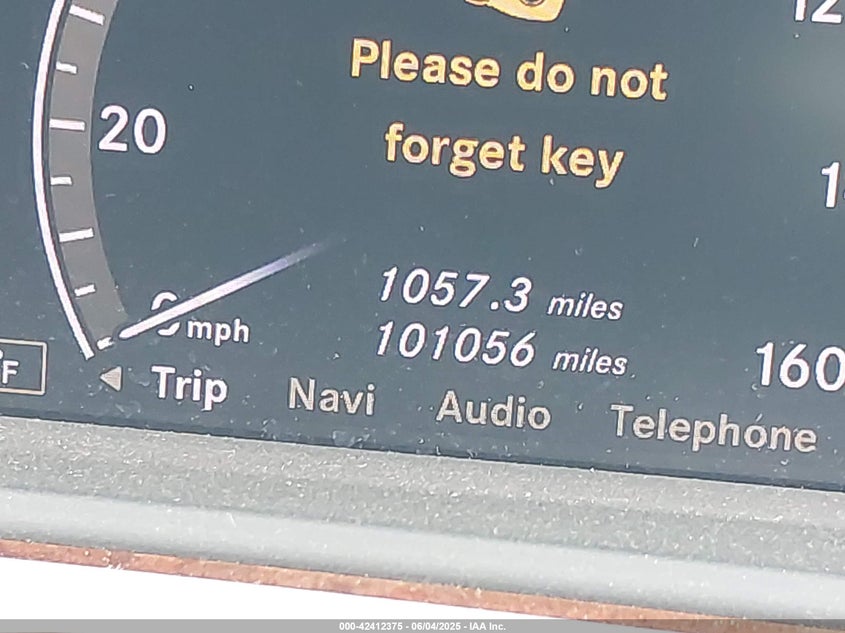 20
Please do not
forget key
0 mph
1057.3 miles
101056 miles
160
°F
Trip Navi Audio Telephone
000-42412375 - 06/04/2025 - IAA Inc.